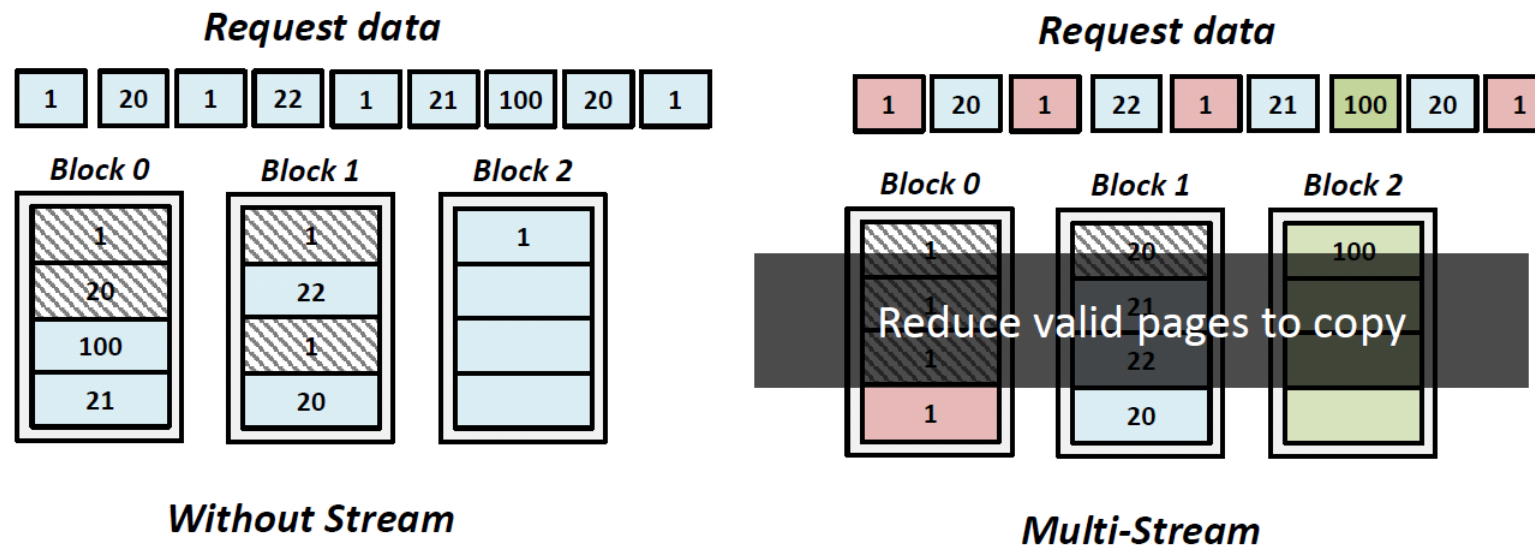 Request data
1 20 1 22 1 21 100 20 1
Block 0 Block 1 Block 2
1 1 1
20 22
100 1
21 20
Without Stream
Request data
1 20 1 22 1 21 100 20 1
Block 0 Block 1 Block 2
1 20 100
1 21
Reduce valid pages to copy
1 22
1 20
Multi-Stream